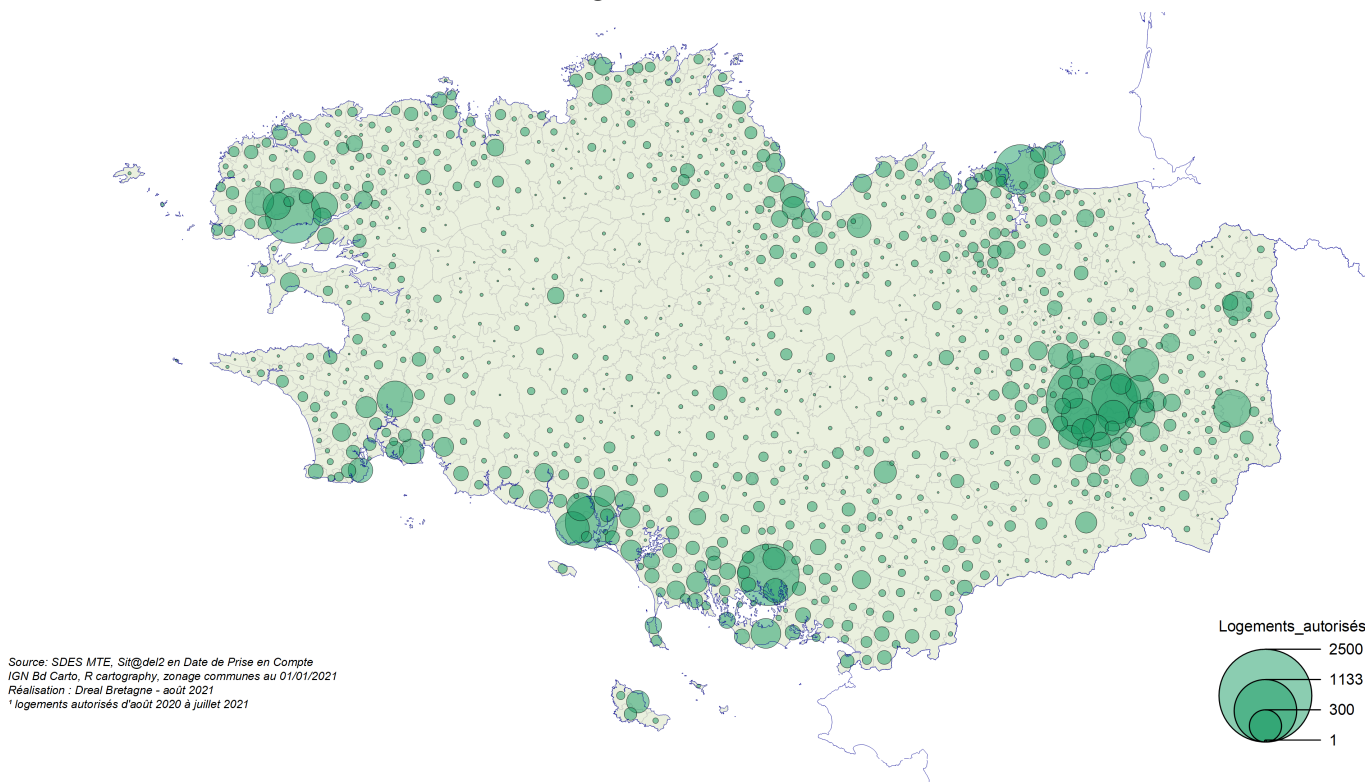 Logements_autorisés
2500
1133
300
1
Source: SDES MTE, Sit@del2 en Date de Prise en Compte
IGN Bd Carto, R cartography, zonage communes au 01/01/2021
Réalisation : Dreal Bretagne - août 2021
¹ logements autorisés d'août 2020 à juillet 2021